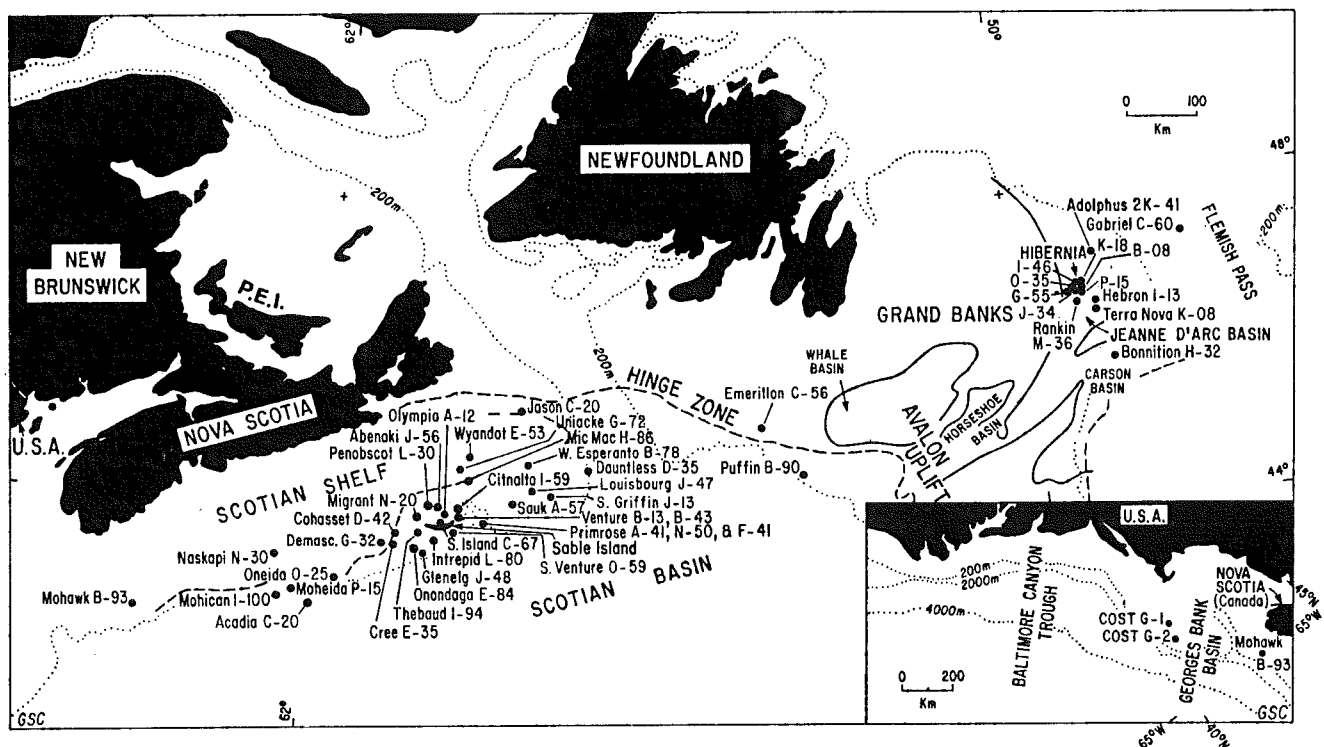 62°
50°
0 100
Km
48°
NEWFOUNDLAND
200m
Adolphus 2K-41
Gabriel C-60
FLEMISH PASS
200m
HIBERNIA
K-18
B-08
I-46
O-35
P-15
G-55
Hebron I-13
J-34
Terra Nova K-08
GRAND BANKS
Rankin
M-36
JEANNE D'ARC BASIN
Bonnition H-32
NEW
BRUNSWICK
P.E.I.
WHALE
BASIN
CARSON
BASIN
200m
HINGE ZONE
Emerillon C-56
AVALON
UPLIFT
HORSESHOE
BASIN
NOVA SCOTIA
U.S.A.
Olympia A-12
Jason C-20
Uniacke G-72
Abenaki J-56
Wyandot E-53
Mic Mac H-86
Penobscot L-30
W. Esperanto B-78
Dauntless D-35
Puffin B-90
44°
SCOTIAN SHELF
Citnalta I-59
Louisbourg J-47
Migrant N-20
S. Griffin J-13
Sauk A-57
Cohasset D-42
Venture B-13, B-43
Primrose A-41, N-50, & F-41
Demasc. G-32
S. Island C-67
Sable Island
Naskapi N-30
Intrepid L-80
S. Venture O-59
Oneida O-25
Glenelg J-48
Moheida P-15
Onondaga E-84
SCOTIAN BASIN
Mohawk B-93
Mohican I-100
Thebaud I-94
Acadia C-20
Cree E-35
62°
GSC
U.S.A.
200m
2000m
4000m
BALTIMORE CANYON
TROUGH
NOVA
SCOTIA
(Canada)
45°N
65°W
COST G-1
COST G-2
GEORGES BANK
BASIN
Mohawk
B-93
0 200
Km
65°W
40°N
GSC